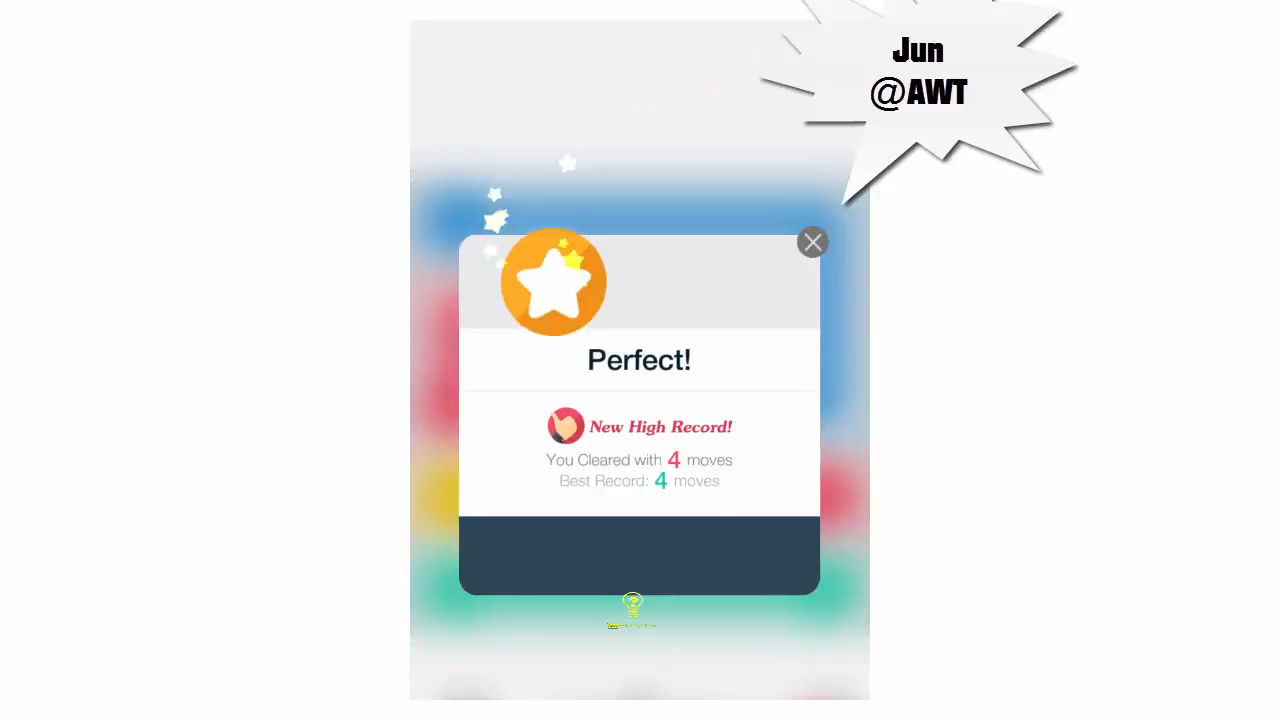 Jun
@AWT
Perfect!
New High Record!
You Cleared with 4 moves
Best Record: 4 moves